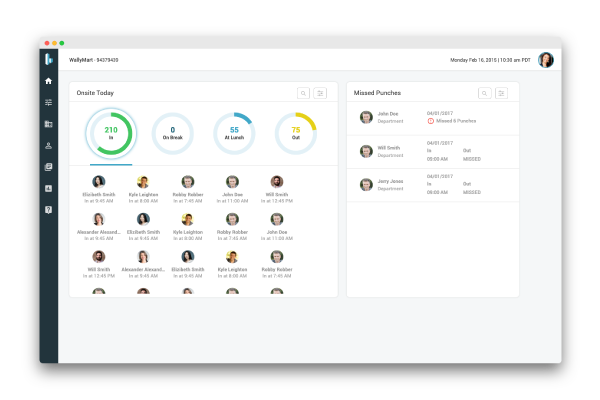 WallyMart - 94379439
Monday Feb 16, 2015 | 10:30 am PDT
Onsite Today
210
In
0
On Break
55
At Lunch
75
Out
Elizibeth Smith
In at 9:45 AM
Kyle Leighton
In at 8:00 AM
Robby Robber
In at 7:45 AM
John Doe
In at 11:00 AM
Will Smith
In at 12:45 PM
Alexander Alexand...
In at 9:45 AM
Elizibeth Smith
In at 9:45 AM
Kyle Leighton
In at 8:00 AM
Robby Robber
In at 7:45 AM
John Doe
In at 11:00 AM
Will Smith
In at 12:45 PM
Alexander Alexand...
In at 9:45 AM
Elizibeth Smith
In at 9:45 AM
Kyle Leighton
In at 8:00 AM
Robby Robber
In at 7:45 AM
Missed Punches
John Doe
Department
04/01/2017
Missed 6 Punches
Will Smith
Department
04/01/2017
In Out
09:00 AM MISSED
Jerry Jones
Department
04/01/2017
In Out
09:00 AM MISSED